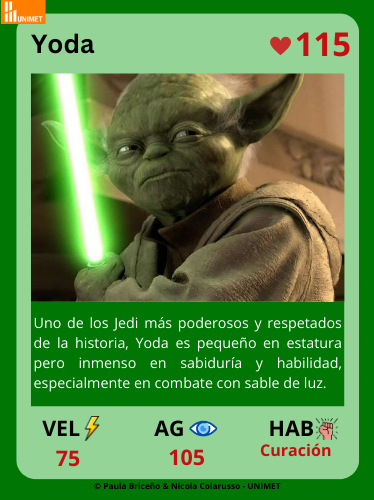 UNIMET
Yoda
115
Uno de los Jedi más poderosos y respetados
de la historia, Yoda es pequeño en estatura
pero inmenso en sabiduría y habilidad,
especialmente en combate con sable de luz.
VEL AG HAB
75 105 Curación
© Paula Briceño & Nicola Colarusso - UNIMET